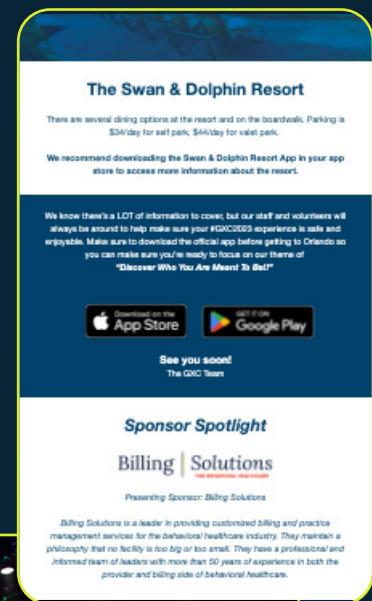 The Swan & Dolphin Resort
There are several dining options at the resort and on the boardwalk. Parking is
$34/day for self park, $44/day for valet park.
We recommend downloading the Swan & Dolphin Resort App in your app
store to access more information about the resort.
We know there's a LOT of information to cover, but our staff and volunteers will
always be around to help make sure your #GXC2023 experience is safe and
enjoyable. Make sure to download the official app before getting to Orlando so
you can make sure you're ready to focus on our theme of
"Discover Who You Are Meant To Be!"
Download on the
App Store
GET IT ON
Google Play
See you soon!
The GXC Team
Sponsor Spotlight
Billing | Solutions
FOR BEHAVIORAL HEALTHCARE
Presenting Sponsor: Billing Solutions
Billing Solutions is a leader in providing customized billing and practice
management services for the behavioral healthcare industry. They maintain a
philosophy that no facility is too big or too small. They have a professional and
informed team of leaders with more than 50 years of experience in both the
provider and billing side of behavioral healthcare.